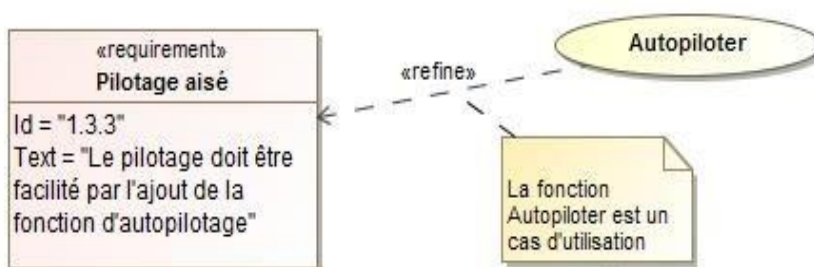 «requirement»
Pilotage aisé
Id = "1.3.3"
Text = "Le pilotage doit être
facilité par l'ajout de la
fonction d'autopilotage"
«refine»
Autopiloter
La fonction
Autopiloter est un
cas d'utilisation